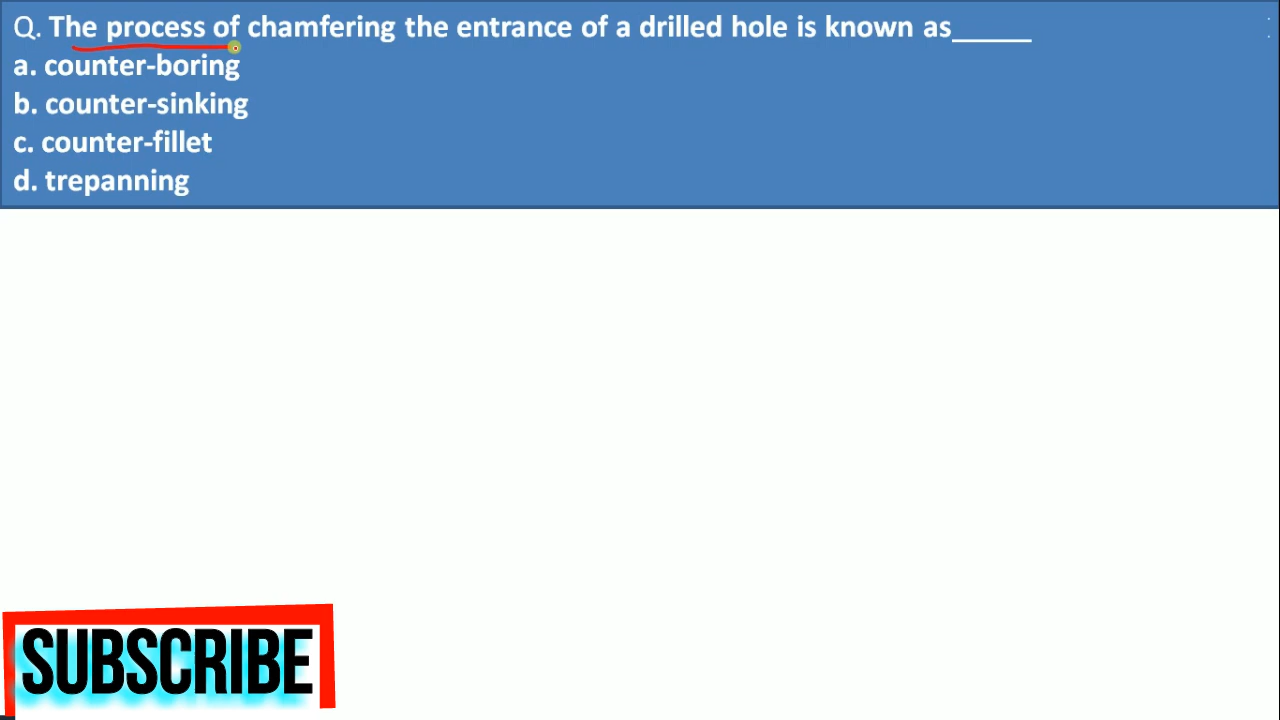 Q. The process of chamfering the entrance of a drilled hole is known as_____
a. counter-boring
b. counter-sinking
c. counter-fillet
d. trepanning
SUBSCRIBE